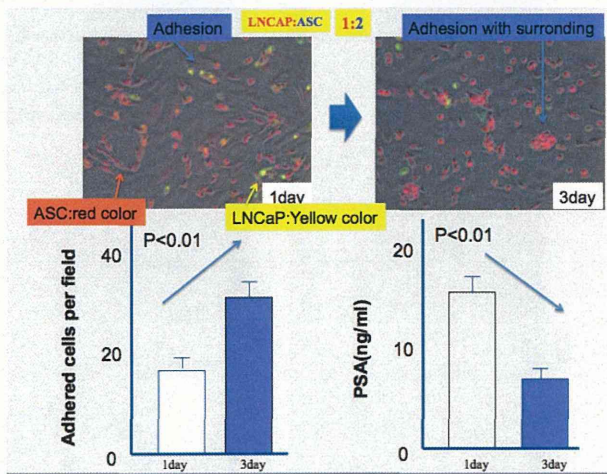 Adhesion
LNCAP:ASC 1:2
Adhesion with surronding
1day
3day
ASC:red color
LNCaP:Yellow color
Adhered cells per field
40
20
0
P<0.01
1day
3day
PSA(ng/ml)
20
10
0
P<0.01
1day
3day